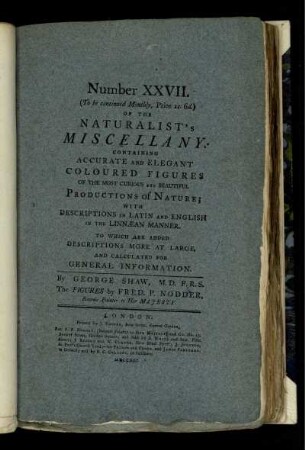 Number XXVII.
(To be continued Monthly, Price 2s. 6d.)
OF THE
NATURALIST's
MISCELLANY:
CONTAINING
ACCURATE AND ELEGANT
COLOURED FIGURES
OF THE MOST CURIOUS AND BEAUTIFUL
PRODUCTIONS OF NATURE;
WITH
DESCRIPTIONS IN LATIN AND ENGLISH
IN THE LINNÆAN MANNER.
TO WHICH ARE ADDED
DESCRIPTIONS MORE AT LARGE,
AND CALCULATED FOR
GENERAL INFORMATION.
By GEORGE SHAW, M.D. F.R.S.
The FIGURES by FRED. P. NODDER,
Botanic Painter to Her MAJESTY.
LONDON: